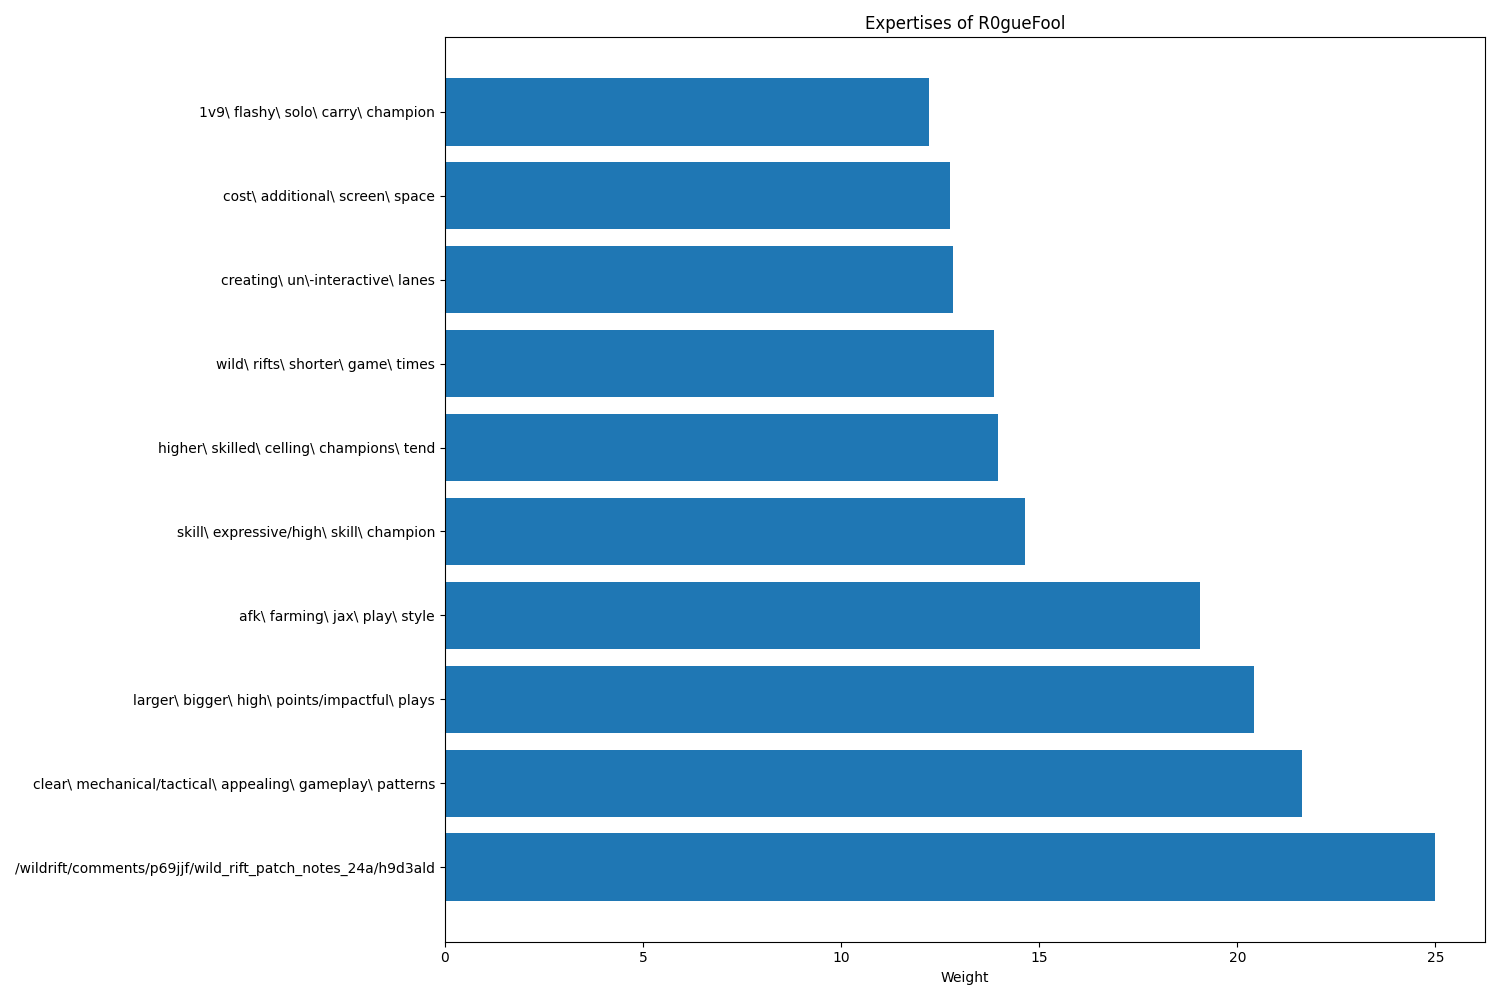 Expertises of R0gueFool
1v9\ flashy\ solo\ carry\ champion
cost\ additional\ screen\ space
creating\ un\-interactive\ lanes
wild\ rifts\ shorter\ game\ times
higher\ skilled\ celling\ champions\ tend
skill\ expressive/high\ skill\ champion
afk\ farming\ jax\ play\ style
larger\ bigger\ high\ points/impactful\ plays
clear\ mechanical/tactical\ appealing\ gameplay\ patterns
/wildrift/comments/p69jjf/wild_rift_patch_notes_24a/h9d3ald
0 5 10 15 20 25
Weight